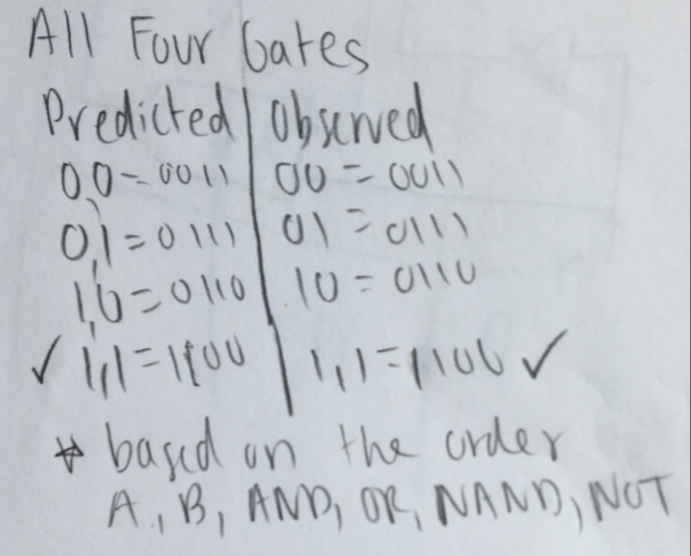 All Four Gates
Predicted | Observed
0,0 = 0011 | 00 = 0011
0,1 = 0111 | 01 = 0111
1,0 = 0110 | 10 = 0110
✓ 1,1 = 1100 | 1,1 = 1100 ✓
* based on the order
A, B, AND, OR, NAND, NOT